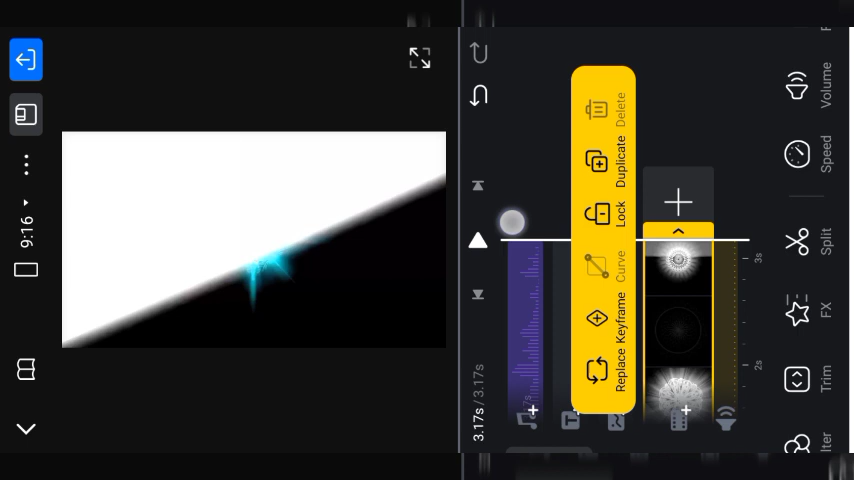 9:16
3.17s / 3.17s
Replace
Keyframe
Curve
Lock
Duplicate
Delete
2s
3s
Trim
FX
Split
Speed
Volume